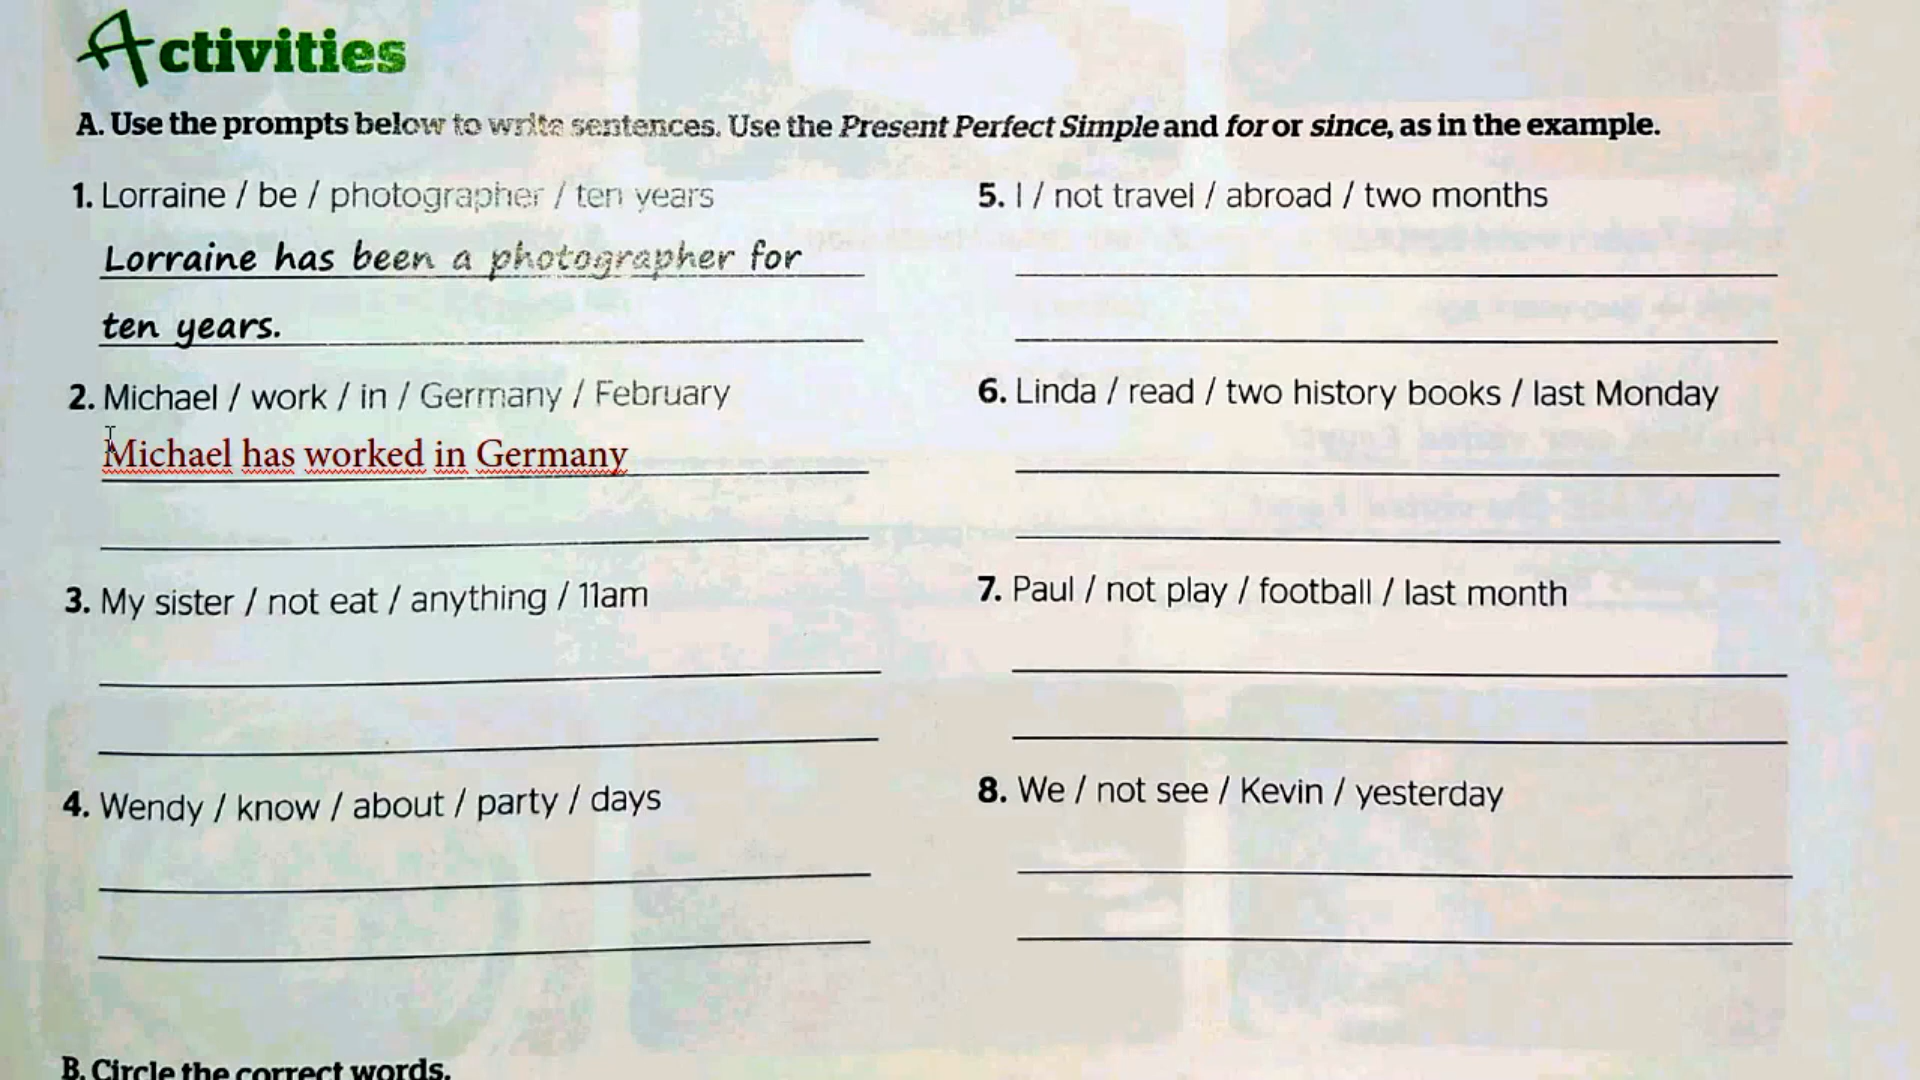 Activities
A. Use the prompts below to write sentences. Use the Present Perfect Simple and for or since, as in the example.
1. Lorraine / be / photographer / ten years
Lorraine has been a photographer for
ten years.
2. Michael / work / in / Germany / February
Michael has worked in Germany
3. My sister / not eat / anything / 11am
4. Wendy / know / about / party / days
5. I / not travel / abroad / two months
6. Linda / read / two history books / last Monday
7. Paul / not play / football / last month
8. We / not see / Kevin / yesterday
B. Circle the correct words.